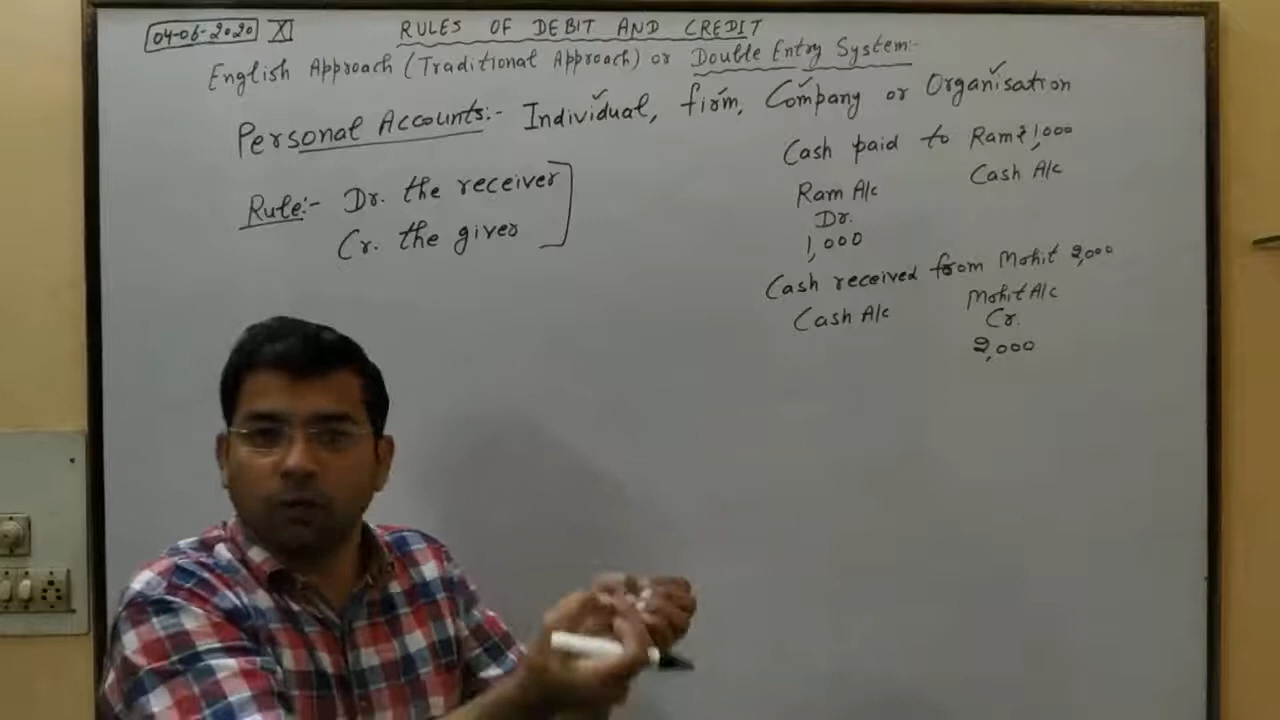 04-06-2020 XI
RULES OF DEBIT AND CREDIT
English Approach (Traditional Approach) or Double Entry System:-
Personal Accounts:- Individual, firm, Company or Organisation
Rule:- Dr. the receiver
Cr. the giver
Cash paid to Ram ₹ 1,000
Ram A/c Cash A/c
Dr.
1,000
Cash received from Mohit 2,000
Cash A/c Mohit A/c
Cr.
2,000